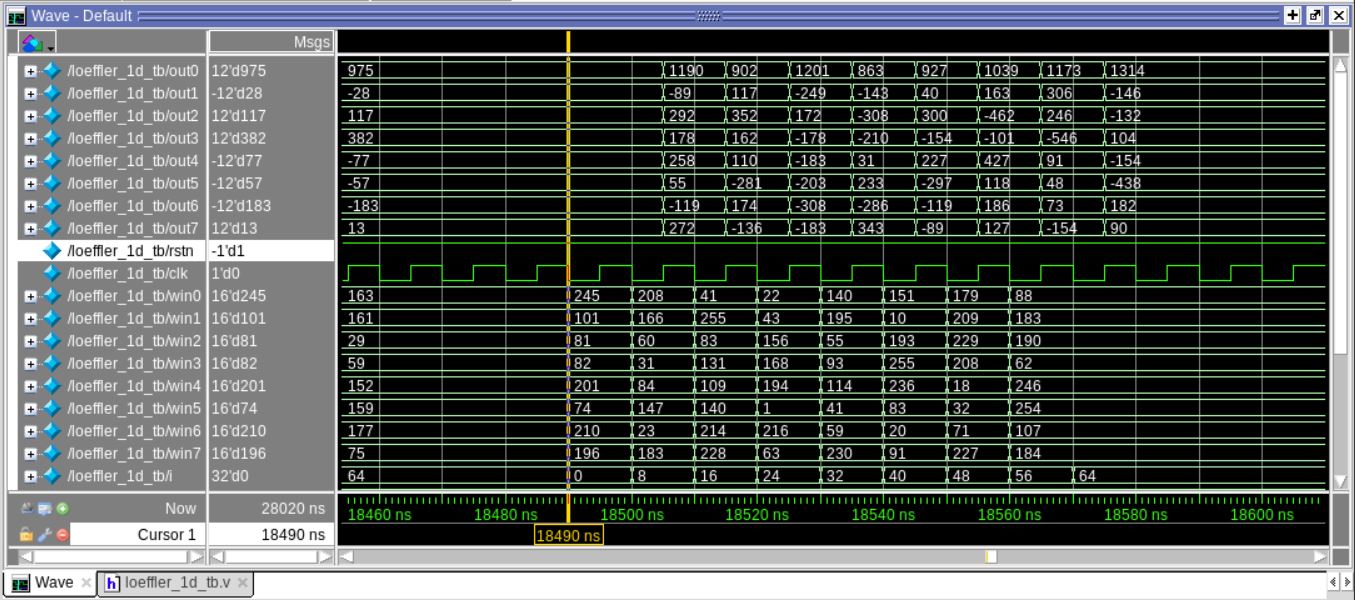 Wave - Default
Msgs
/loeffler_1d_tb/out0 12'd975 975 1190 902 1201 863 927 1039 1173 1314
/loeffler_1d_tb/out1 -12'd28 -28 -89 117 -249 -143 40 163 306 -146
/loeffler_1d_tb/out2 12'd117 117 292 352 172 -308 300 -462 246 -132
/loeffler_1d_tb/out3 12'd382 382 178 162 -178 -210 -154 -101 -546 104
/loeffler_1d_tb/out4 -12'd77 -77 258 110 -183 31 227 427 91 -154
/loeffler_1d_tb/out5 -12'd57 -57 55 -281 -203 233 -297 118 48 -438
/loeffler_1d_tb/out6 -12'd183 -183 -119 174 -308 -286 -119 186 73 182
/loeffler_1d_tb/out7 12'd13 13 272 -136 -183 343 -89 127 -154 90
/loeffler_1d_tb/rstn -1'd1
/loeffler_1d_tb/clk 1'd0
/loeffler_1d_tb/win0 16'd245 163 245 208 41 22 140 151 179 88
/loeffler_1d_tb/win1 16'd101 161 101 166 255 43 195 10 209 183
/loeffler_1d_tb/win2 16'd81 29 81 60 83 156 55 193 229 190
/loeffler_1d_tb/win3 16'd82 59 82 31 131 168 93 255 208 62
/loeffler_1d_tb/win4 16'd201 152 201 84 109 194 114 236 18 246
/loeffler_1d_tb/win5 16'd74 159 74 147 140 1 41 83 32 254
/loeffler_1d_tb/win6 16'd210 177 210 23 214 216 59 20 71 107
/loeffler_1d_tb/win7 16'd196 75 196 183 228 63 230 91 227 184
/loeffler_1d_tb/i 32'd0 64 0 8 16 24 32 40 48 56 64
Now 28020 ns 18460 ns 18480 ns 18500 ns 18520 ns 18540 ns 18560 ns 18580 ns 18600 ns
Cursor 1 18490 ns 18490 ns
Wave h loeffler_1d_tb.v